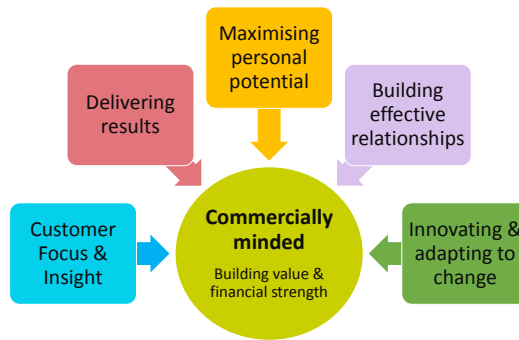 Maximising
personal
potential
Delivering
results
Building
effective
relationships
Customer
Focus &
Insight
Commercially
minded
Building value &
financial strength
Innovating &
adapting to
change